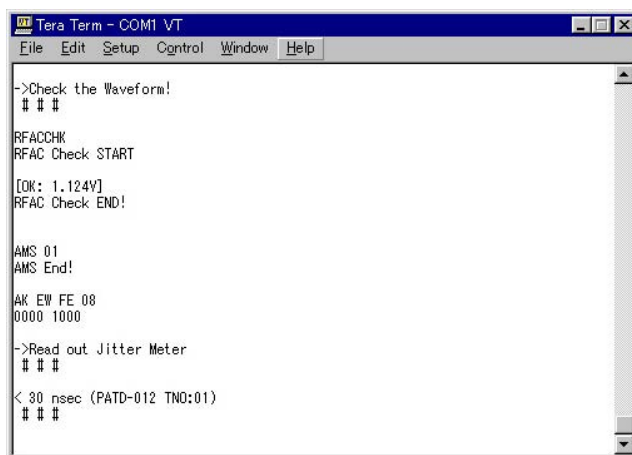 Tera Term - COM1 VT
File Edit Setup Control Window Help
->Check the Waveform!
# # #
RFACCHK
RFAC Check START
[OK: 1.124V]
RFAC Check END!
AMS 01
AMS End!
AK EW FE 08
0000 1000
->Read out Jitter Meter
# # #
< 30 nsec (PATD-012 TNO:01)
# # #